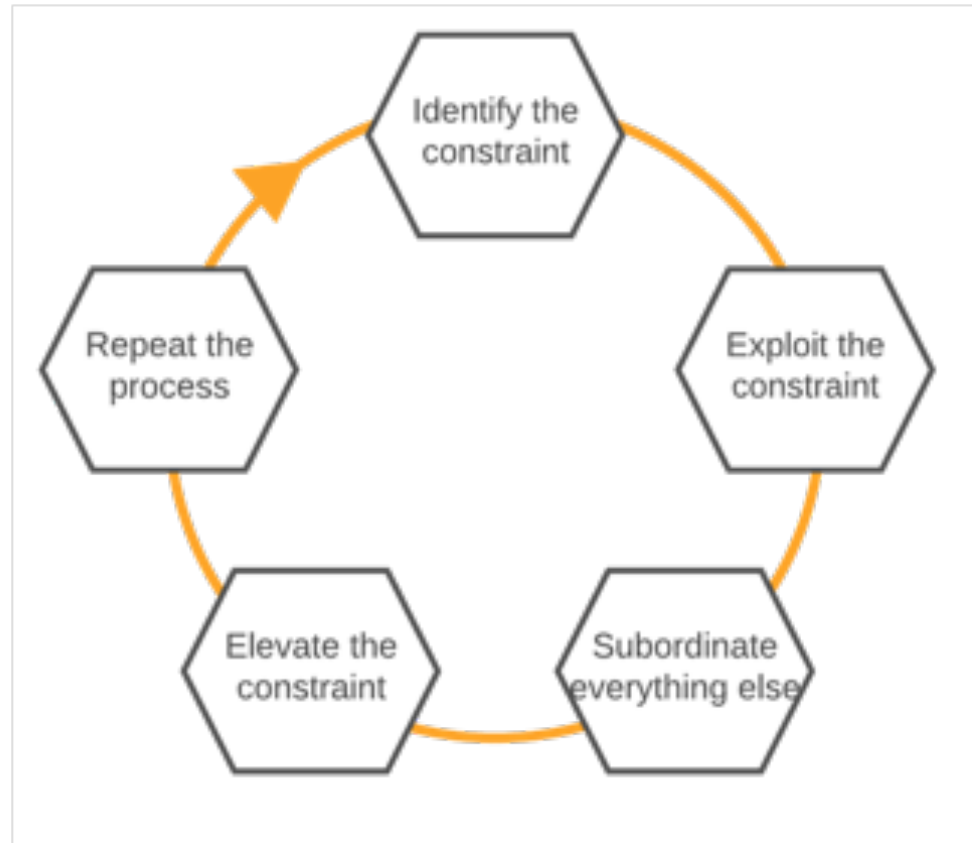 Identify the
constraint
Exploit the
constraint
Subordinate
everything else
Elevate the
constraint
Repeat the
process